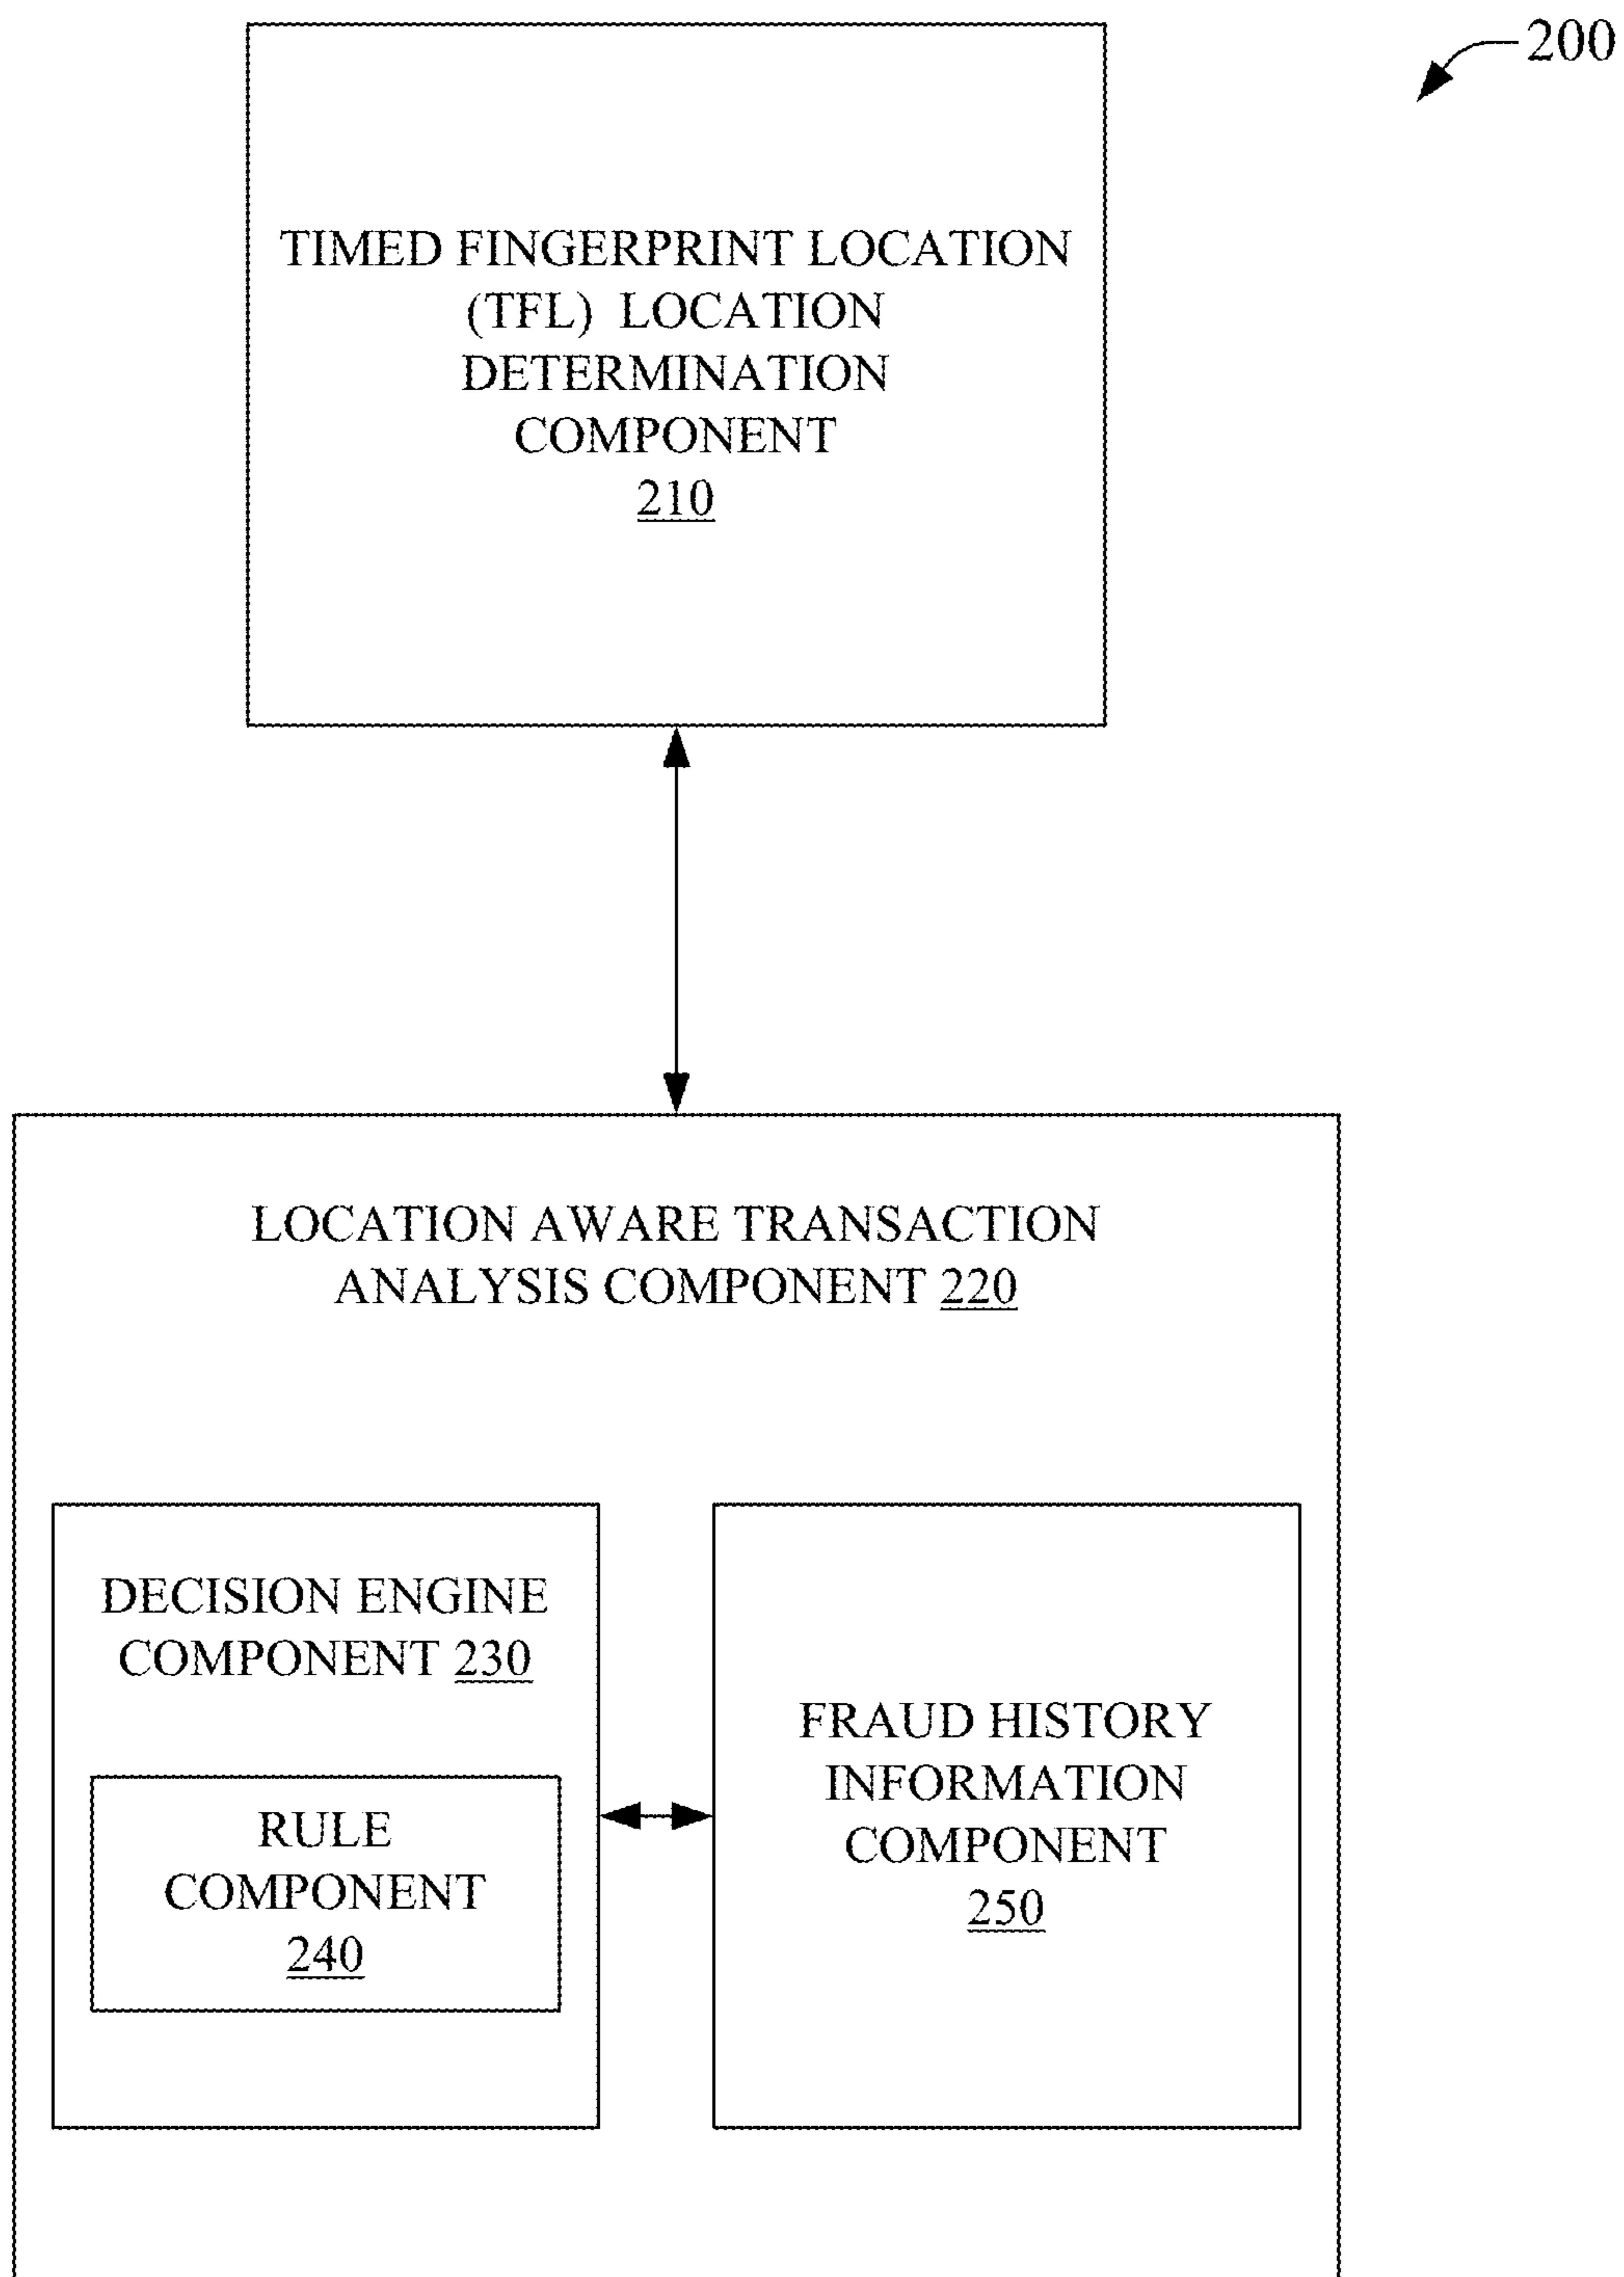 200
TIMED FINGERPRINT LOCATION
(TFL) LOCATION
DETERMINATION
COMPONENT
210
LOCATION AWARE TRANSACTION
ANALYSIS COMPONENT 220
DECISION ENGINE
COMPONENT 230
RULE
COMPONENT
240
FRAUD HISTORY
INFORMATION
COMPONENT
250